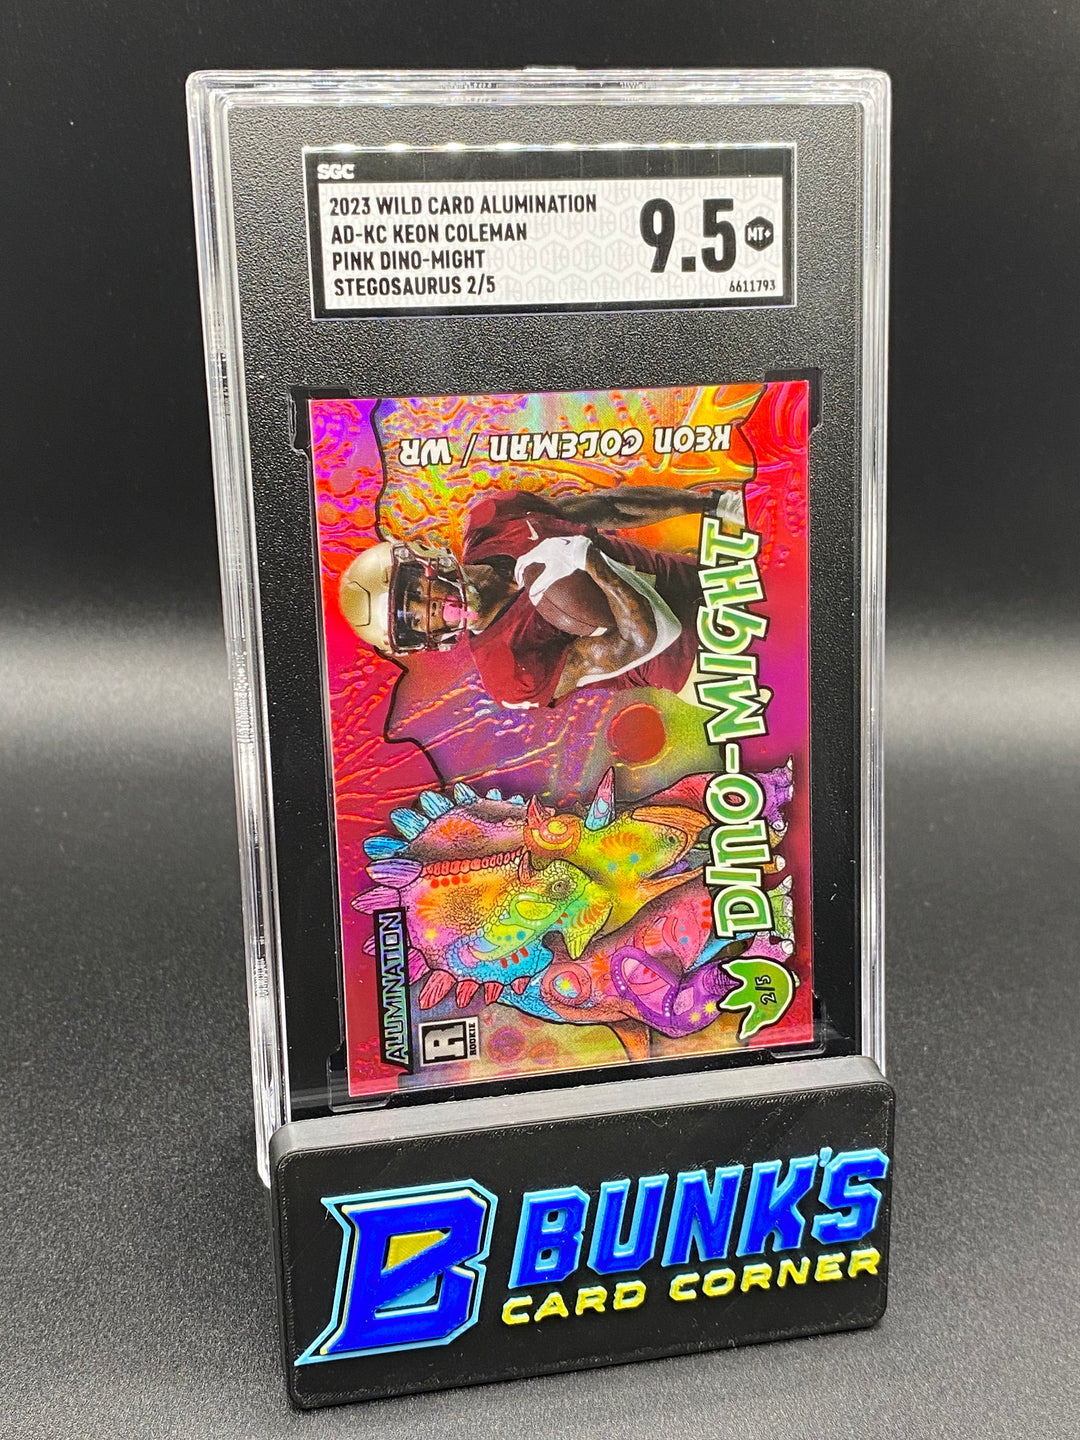 SGC
2023 WILD CARD ALUMINATION
AD-KC KEON COLEMAN
PINK DINO-MIGHT
STEGOSAURUS 2/5
9.5
MT+
6611793
KEON COLEMAN / WR
DINO-MIGHT
2/5
ALUMINATION
R
ROOKIE
B BUNK'S
CARD CORNER